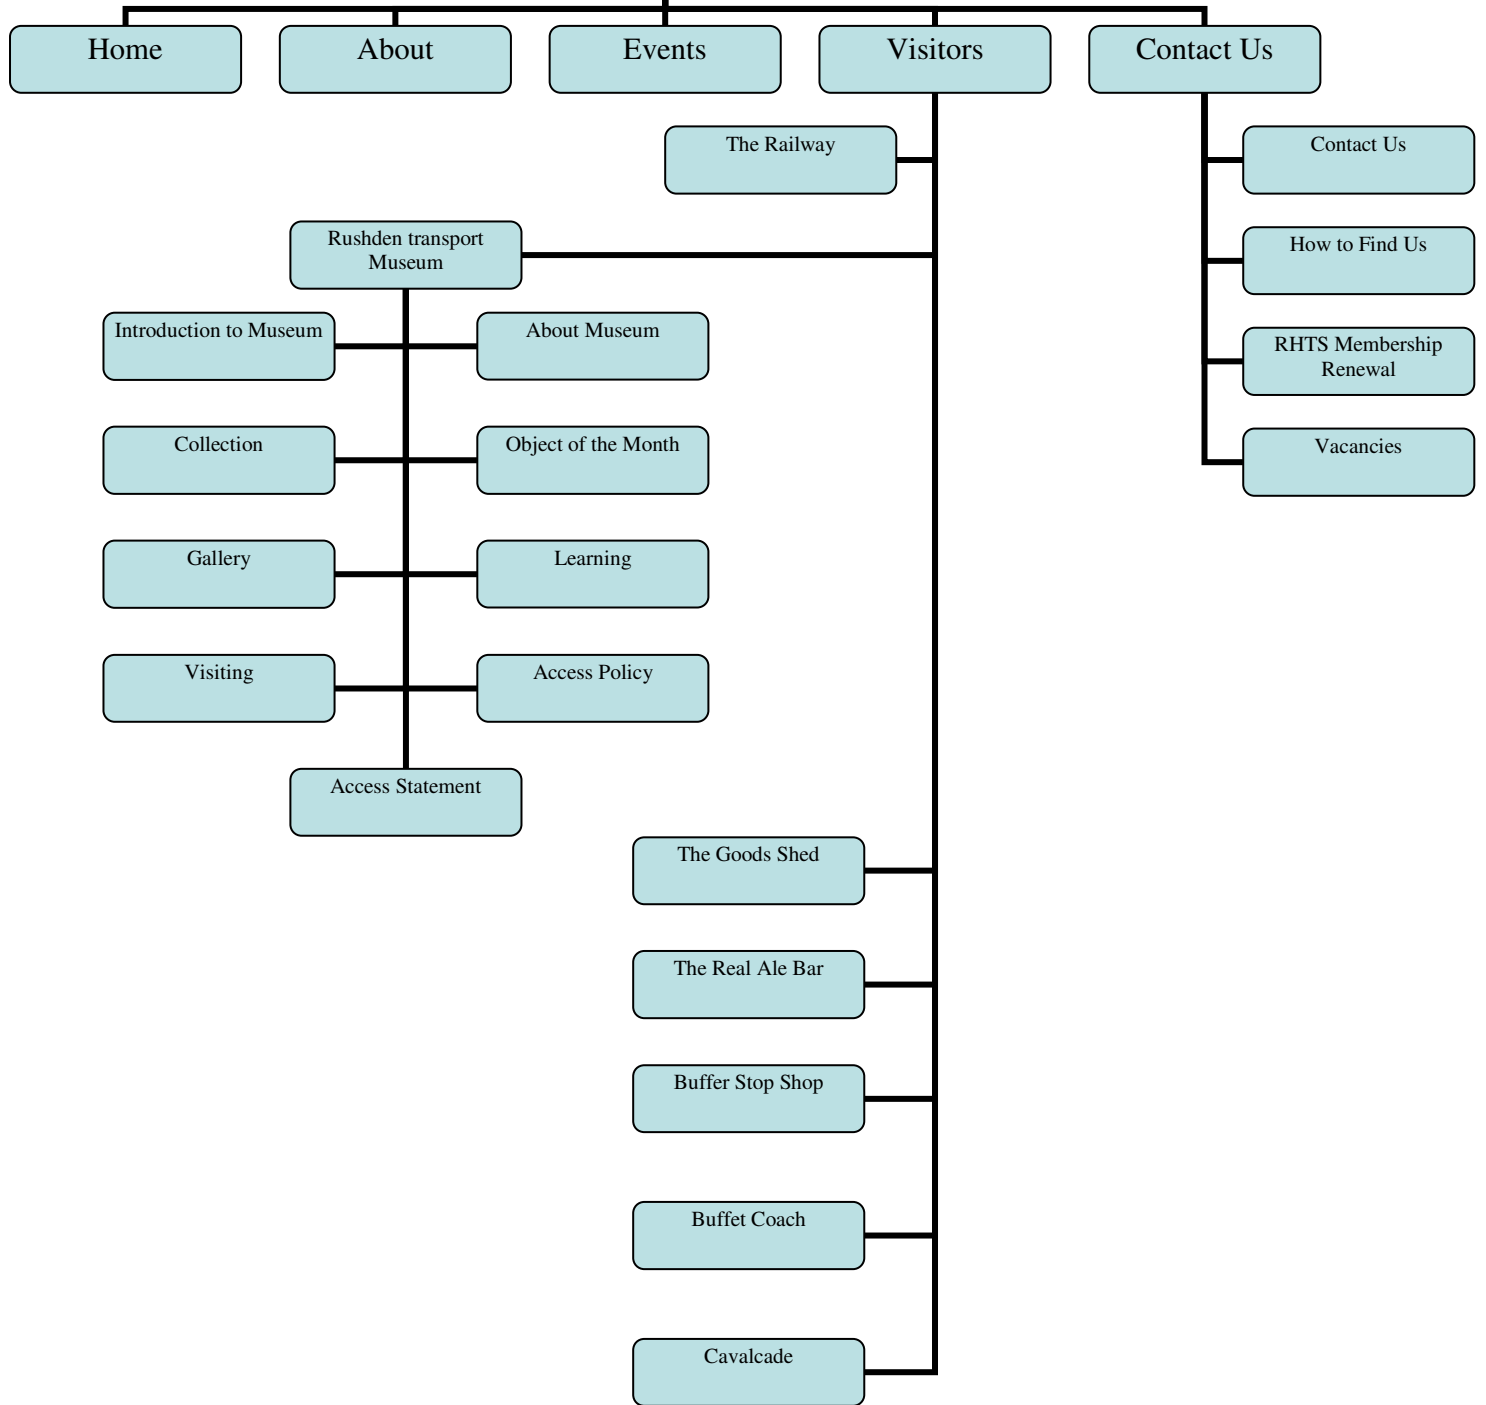 Home
About
Events
Visitors
Contact Us
The Railway
Contact Us
Rushden transport
Museum
How to Find Us
Introduction to Museum
About Museum
RHTS Membership
Renewal
Collection
Object of the Month
Vacancies
Gallery
Learning
Visiting
Access Policy
Access Statement
The Goods Shed
The Real Ale Bar
Buffer Stop Shop
Buffet Coach
Cavalcade